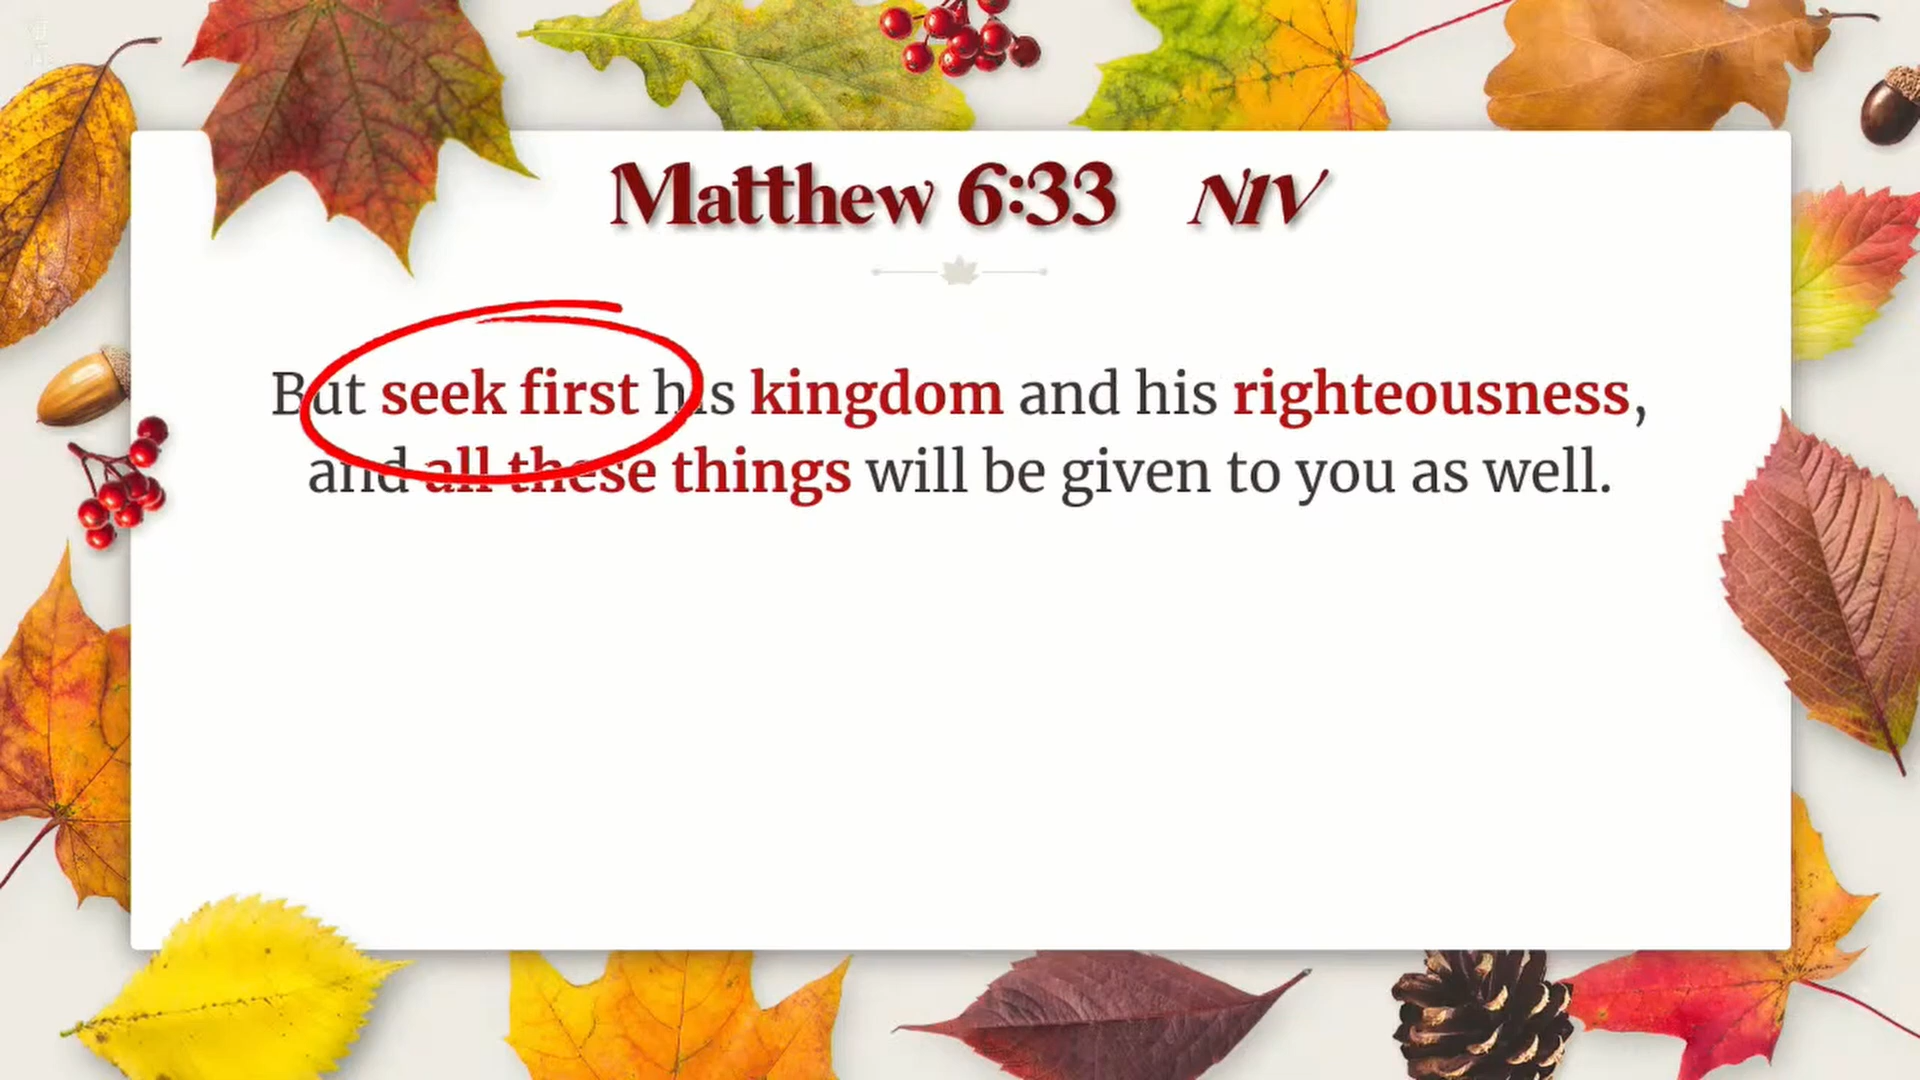 Matthew 6:33 NIV
But seek first his kingdom and his righteousness,
and all these things will be given to you as well.